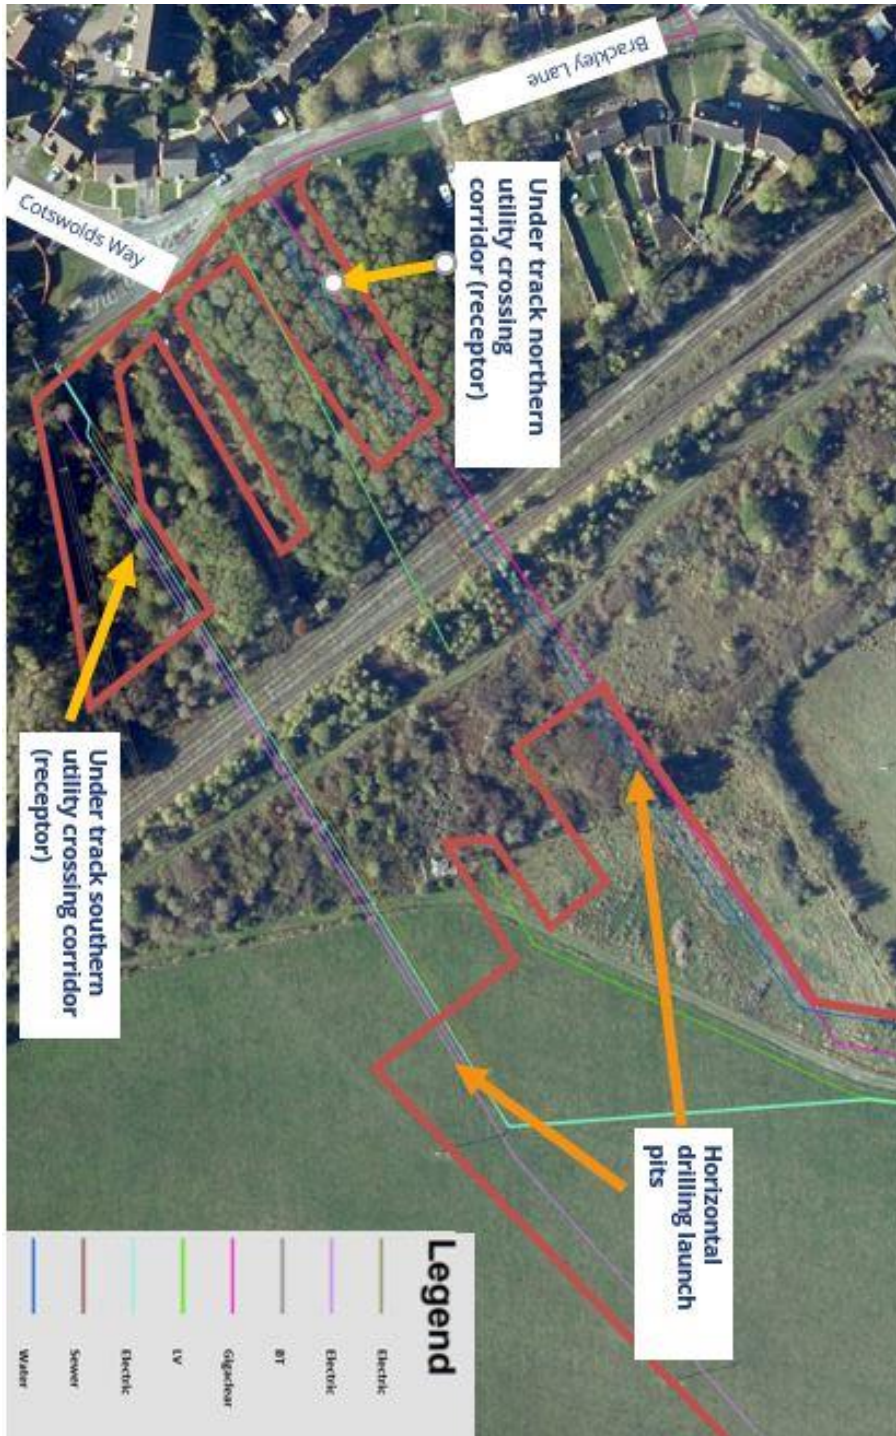 Brackley Lane
Cotswolds Way
Under track northern
utility crossing
corridor (receptor)
Under track southern
utility crossing corridor
(receptor)
Horizontal
drilling launch
pits
Legend
Electric
Electric
BT
Gigaclear
LV
Electric
Sewer
Water